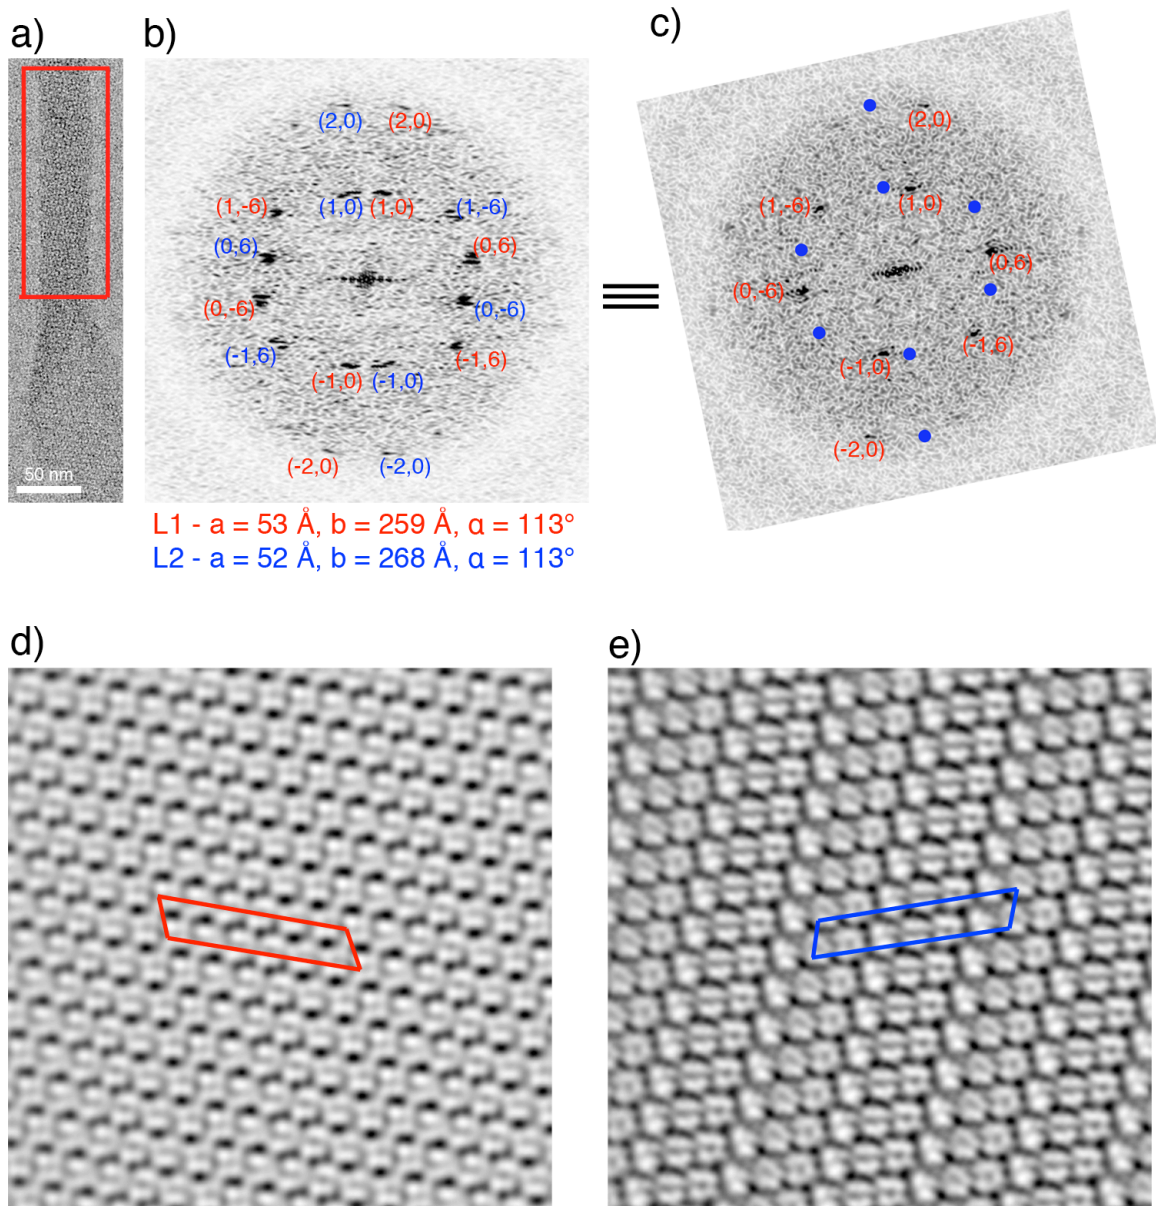 a)
b)
c)
50 nm
(2,0) (2,0)
(1,-6) (1,0) (1,0) (1,-6)
(0,6) (0,6)
(0,-6) (0,-6)
(-1,6) (-1,0) (-1,0) (-1,6)
(-2,0) (-2,0)
(2,0)
(1,-6) (1,0)
(0,6)
(0,-6)
(-1,6)
(-1,0)
(-2,0)
L1 - a = 53 Å, b = 259 Å, α = 113°
L2 - a = 52 Å, b = 268 Å, α = 113°
d)
e)